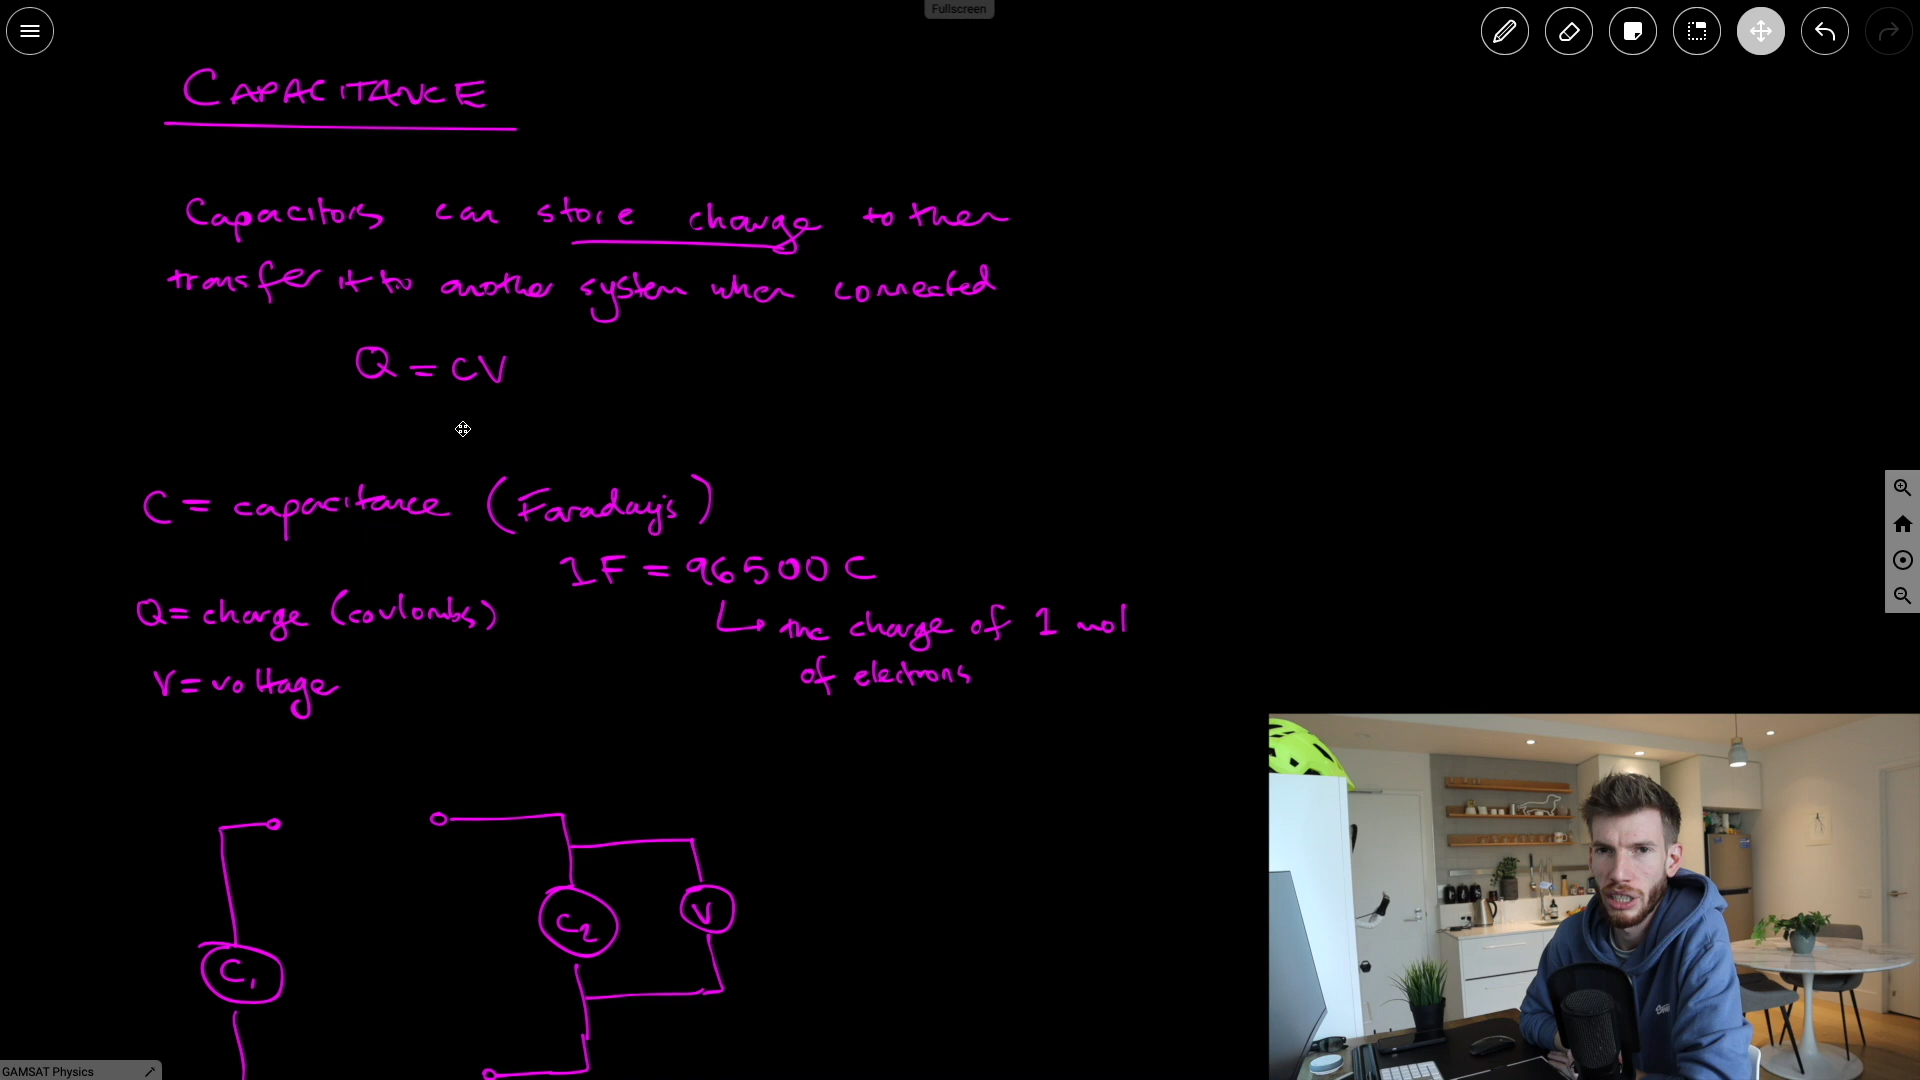 Fullscreen
CAPACITANCE
Capacitors can store charge to then
transfer it to another system when connected
Q = CV
C = capacitance (Faraday's)
1F = 96500 C
Q = charge (coulombs)
the charge of 1 mol
of electrons
V = voltage
C2
V
C1
GAMSAT Physics